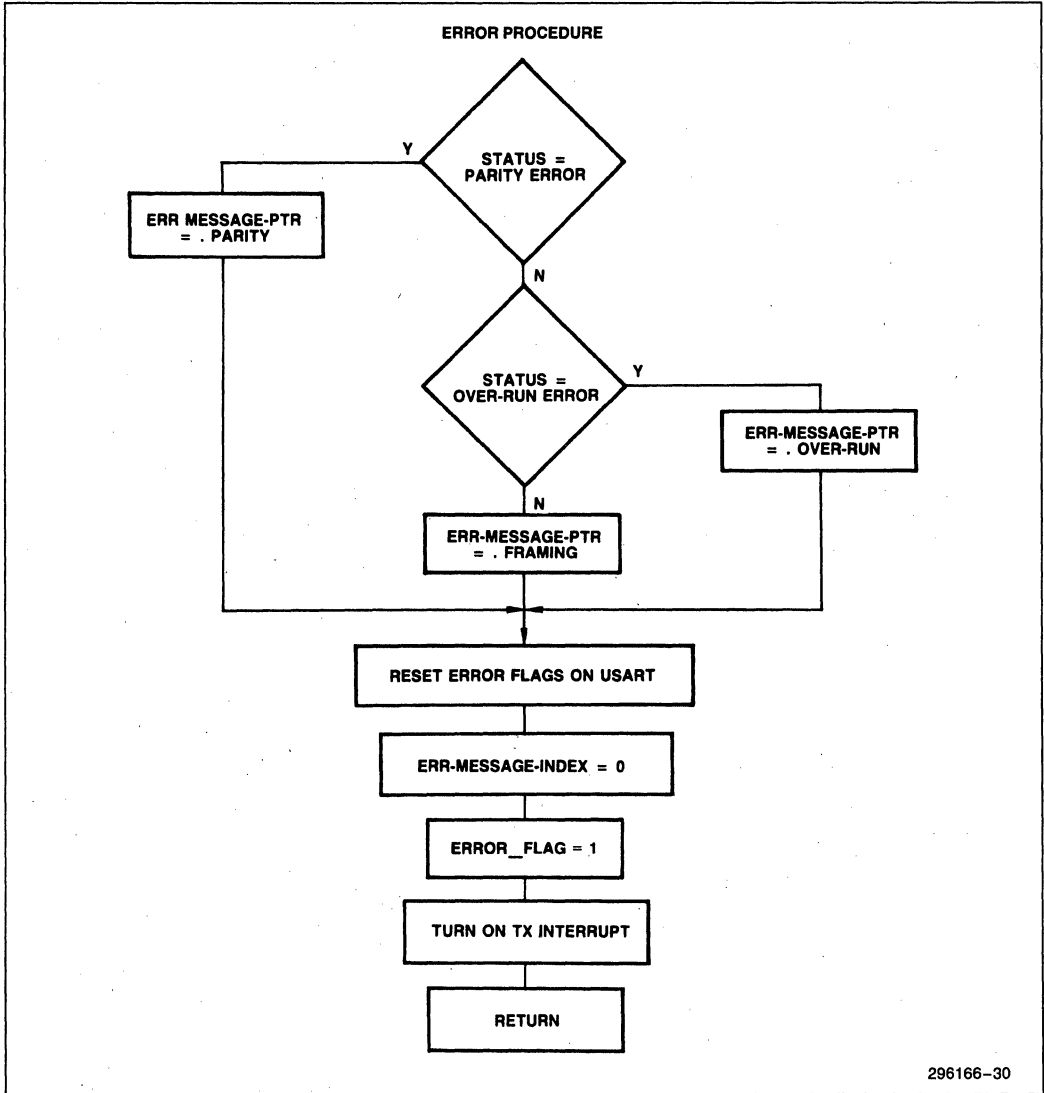 ERROR PROCEDURE
Y
STATUS =
PARITY ERROR
ERR MESSAGE-PTR
= . PARITY
N
STATUS =
OVER-RUN ERROR
Y
ERR-MESSAGE-PTR
= . OVER-RUN
N
ERR-MESSAGE-PTR
= . FRAMING
RESET ERROR FLAGS ON USART
ERR-MESSAGE-INDEX = 0
ERROR_FLAG = 1
TURN ON TX INTERRUPT
RETURN
296166-30